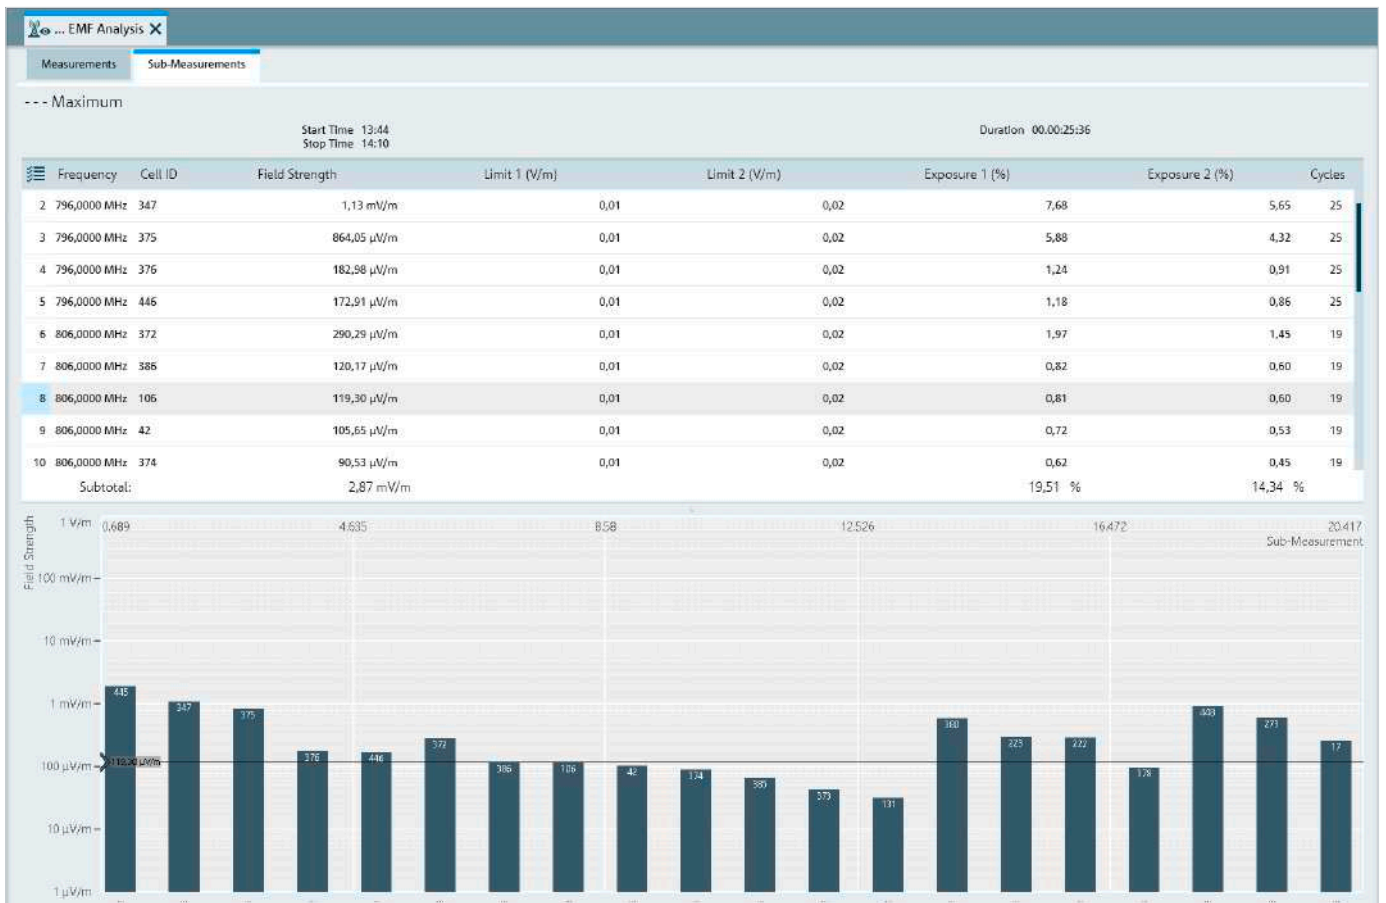 ... EMF Analysis X
Measurements Sub-Measurements
--- Maximum
Start Time 13:44
Stop Time 14:10
Duration 00.00:25:36
Frequency Cell ID Field Strength Limit 1 (V/m) Limit 2 (V/m) Exposure 1 (%) Exposure 2 (%) Cycles
2 796,0000 MHz 347 1,13 mV/m 0,01 0,02 7,68 5,65 25
3 796,0000 MHz 375 864,05 µV/m 0,01 0,02 5,88 4,32 25
4 796,0000 MHz 376 182,98 µV/m 0,01 0,02 1,24 0,91 25
5 796,0000 MHz 446 172,91 µV/m 0,01 0,02 1,18 0,86 25
6 806,0000 MHz 372 290,29 µV/m 0,01 0,02 1,97 1,45 19
7 806,0000 MHz 386 120,17 µV/m 0,01 0,02 0,82 0,60 19
8 806,0000 MHz 106 119,30 µV/m 0,01 0,02 0,81 0,60 19
9 806,0000 MHz 42 105,65 µV/m 0,01 0,02 0,72 0,53 19
10 806,0000 MHz 374 90,53 µV/m 0,01 0,02 0,62 0,45 19
Subtotal: 2,87 mV/m 19,51 % 14,34 %
Field Strength
1 V/m 0.689 4.635 8.58 12.526 16.472 20.417
Sub-Measurement
100 mV/m
10 mV/m
1 mV/m
100 µV/m
10 µV/m
1 µV/m
119,30 µV/m
445 347 375 376 446 372 386 106 42 374 385 373 131 380 223 222 448 273 17